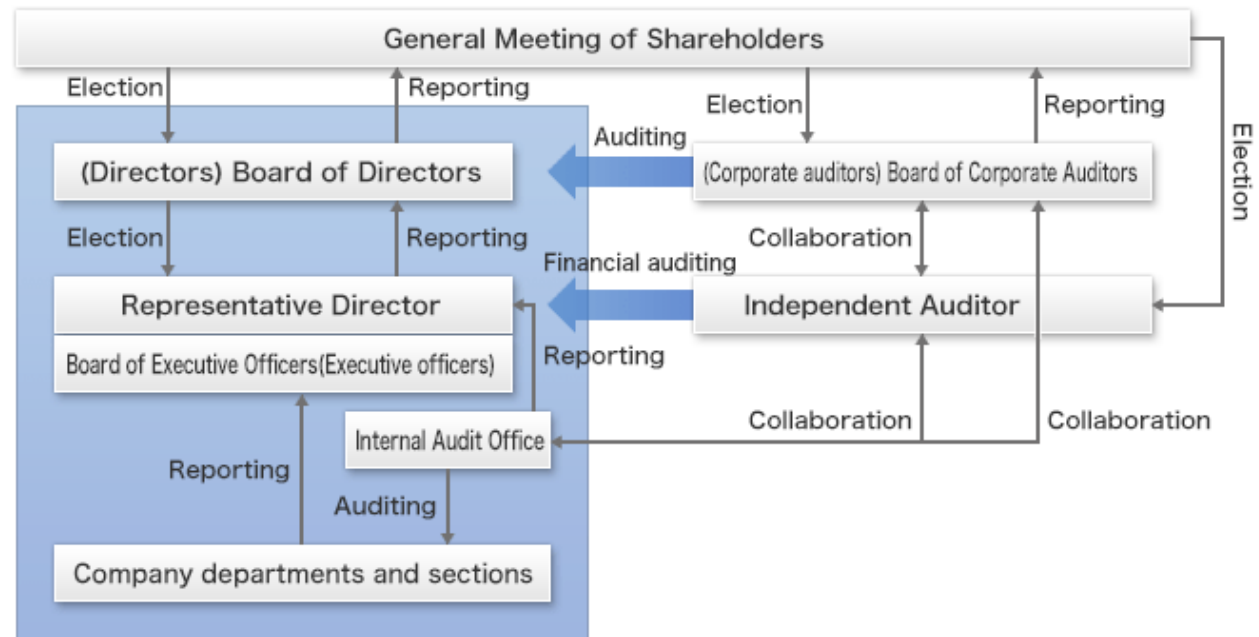 General Meeting of Shareholders
Election
Reporting
Election
Reporting
Election
Auditing
(Directors) Board of Directors
(Corporate auditors) Board of Corporate Auditors
Election
Reporting
Collaboration
Financial auditing
Representative Director
Independent Auditor
Board of Executive Officers(Executive officers)
Reporting
Internal Audit Office
Collaboration
Collaboration
Reporting
Auditing
Company departments and sections